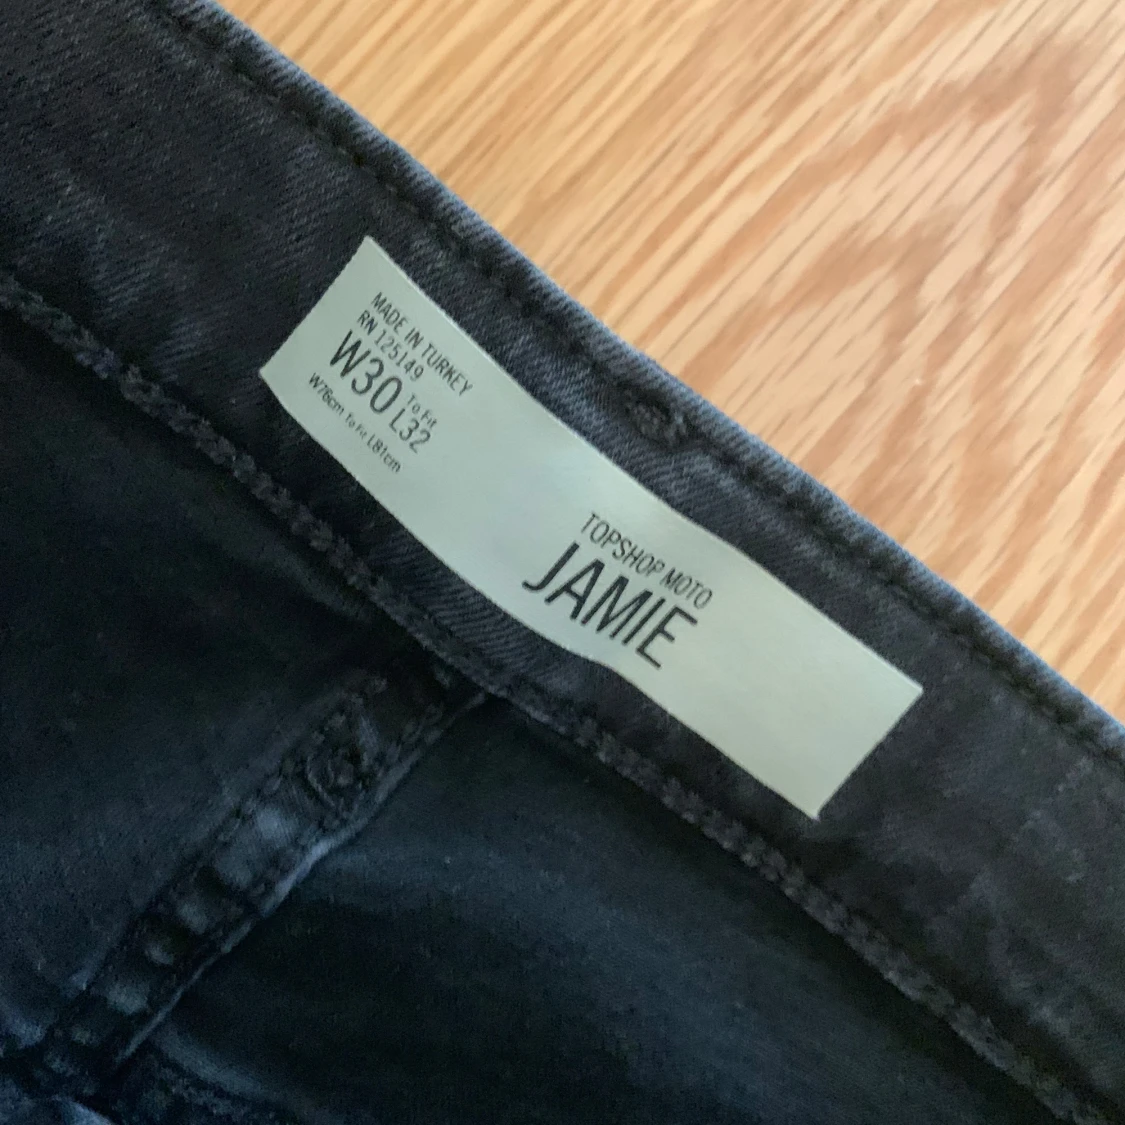 MADE IN TURKEY
RN 125149
W30 To Fit L32
W76cm To Fit L81cm
TOPSHOP MOTO
JAMIE